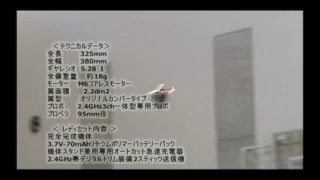 ＜テクニカルデータ＞
全長 325mm
全幅 380mm
ギヤレシオ 5.28:1
全備重量 約18g
モーター M6コアレスモーター
翼面積 2.2dm2
翼型 オリジナルカンバータイプ
プロポ 2.4GHz3ch一体型専用プロポ
プロペラ 95mm径
＜レディセット内容＞
完全完成機体
3.7V-70mAhリチウムポリマーバッテリーパック
機体スタンド兼用専用オートカット急速充電器
2.4GHz帯デジタルトリム装備2スティック送信機